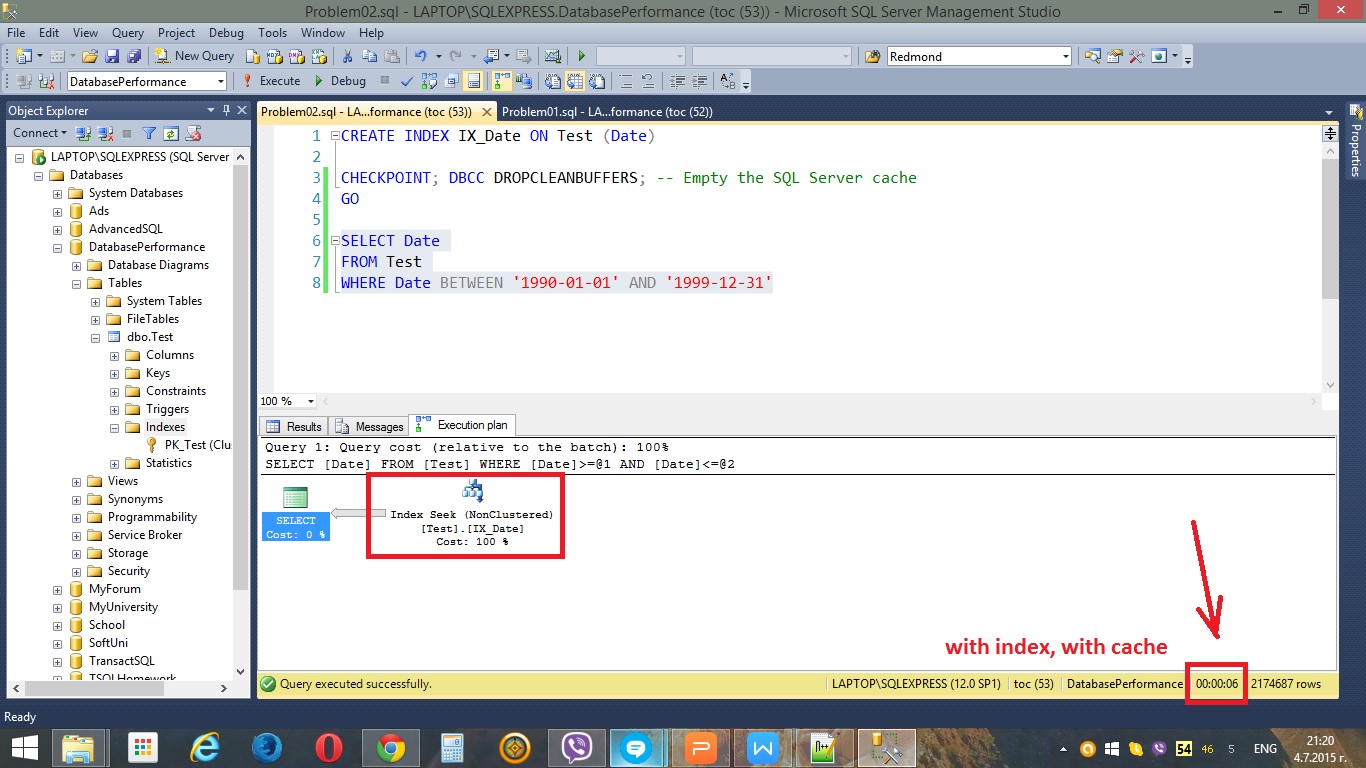 Problem02.sql - LAPTOP\SQLEXPRESS.DatabasePerformance (toc (53)) - Microsoft SQL Server Management Studio
File Edit View Query Project Debug Tools Window Help
New Query Redmond
DatabasePerformance Execute Debug
Object Explorer
Connect
LAPTOP\SQLEXPRESS (SQL Server
Databases
System Databases
Ads
AdvancedSQL
DatabasePerformance
Database Diagrams
Tables
System Tables
FileTables
dbo.Test
Columns
Keys
Constraints
Triggers
Indexes
PK_Test (Clu
Statistics
Views
Synonyms
Programmability
Service Broker
Storage
Security
MyForum
MyUniversity
School
SoftUni
TransactSQL
TSQLHomework
Problem02.sql - LA...formance (toc (53)) Problem01.sql - LA...formance (toc (52))
1 CREATE INDEX IX_Date ON Test (Date)
2
3 CHECKPOINT; DBCC DROPCLEANBUFFERS; -- Empty the SQL Server cache
4 GO
5
6 SELECT Date
7 FROM Test
8 WHERE Date BETWEEN '1990-01-01' AND '1999-12-31'
Properties
100 %
Results Messages Execution plan
Query 1: Query cost (relative to the batch): 100%
SELECT [Date] FROM [Test] WHERE [Date]>=@1 AND [Date]<=@2
SELECT
Cost: 0 %
Index Seek (NonClustered)
[Test].[IX_Date]
Cost: 100 %
with index, with cache
Query executed successfully. LAPTOP\SQLEXPRESS (12.0 SP1) toc (53) DatabasePerformance 00:00:06 2174687 rows
Ready
54 46 5 ENG
21:20
4.7.2015 г.